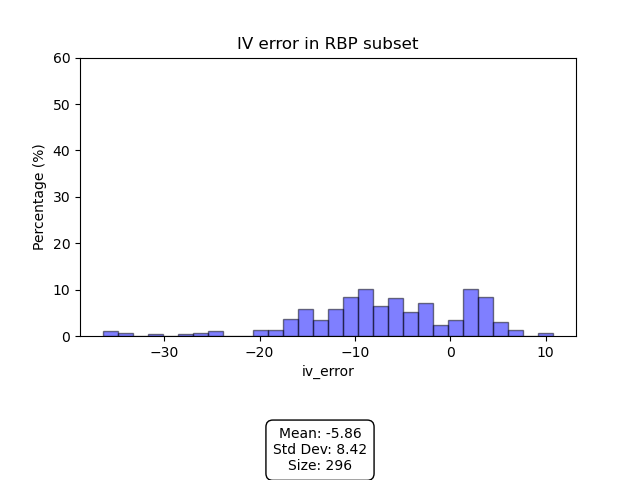 IV error in RBP subset
60
50
40
30
20
10
0
Percentage (%)
−30
−20
−10
0
10
iv_error
Mean: -5.86
Std Dev: 8.42
Size: 296